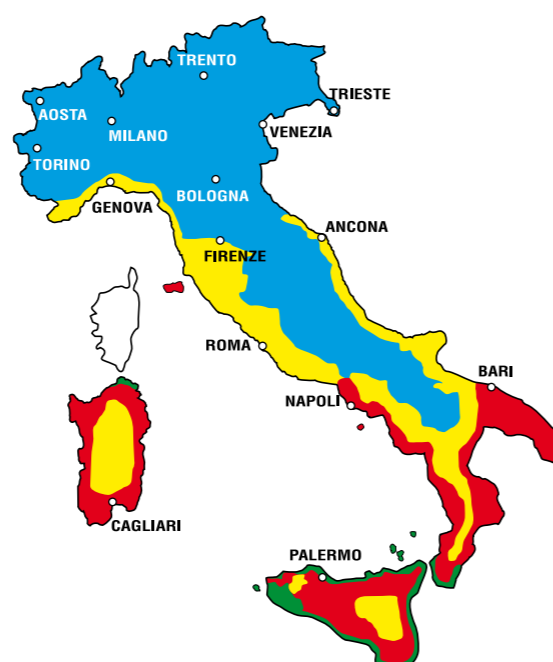 TRENTO
TRIESTE
AOSTA
MILANO
VENEZIA
TORINO
BOLOGNA
GENOVA
ANCONA
FIRENZE
ROMA
BARI
NAPOLI
CAGLIARI
PALERMO